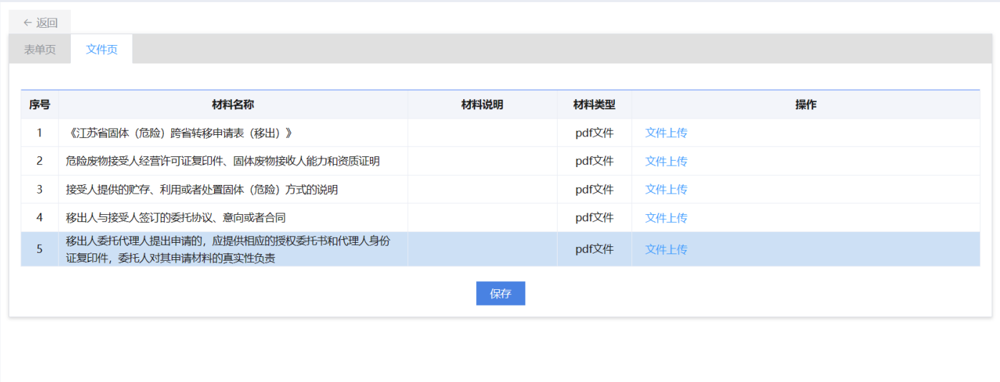 ← 返回
表单页 文件页
序号 材料名称 材料说明 材料类型 操作
1 《江苏省固体（危险）跨省转移申请表（移出）》 pdf文件 文件上传
2 危险废物接受人经营许可证复印件、固体废物接收人能力和资质证明 pdf文件 文件上传
3 接受人提供的贮存、利用或者处置固体（危险）方式的说明 pdf文件 文件上传
4 移出人与接受人签订的委托协议、意向或者合同 pdf文件 文件上传
5 移出人委托代理人提出申请的，应提供相应的授权委托书和代理人身份
证复印件，委托人对其申请材料的真实性负责 pdf文件 文件上传
保存